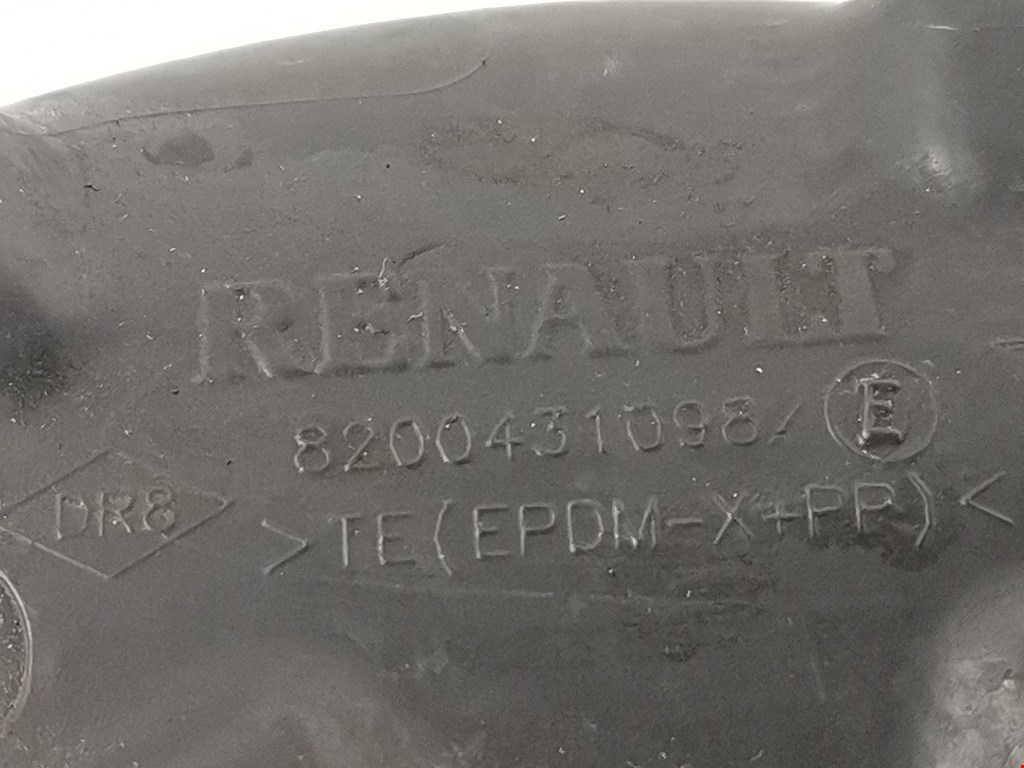 RENAULT
8200431098/ E
DR8
>TE(EPDM-X+PP)<